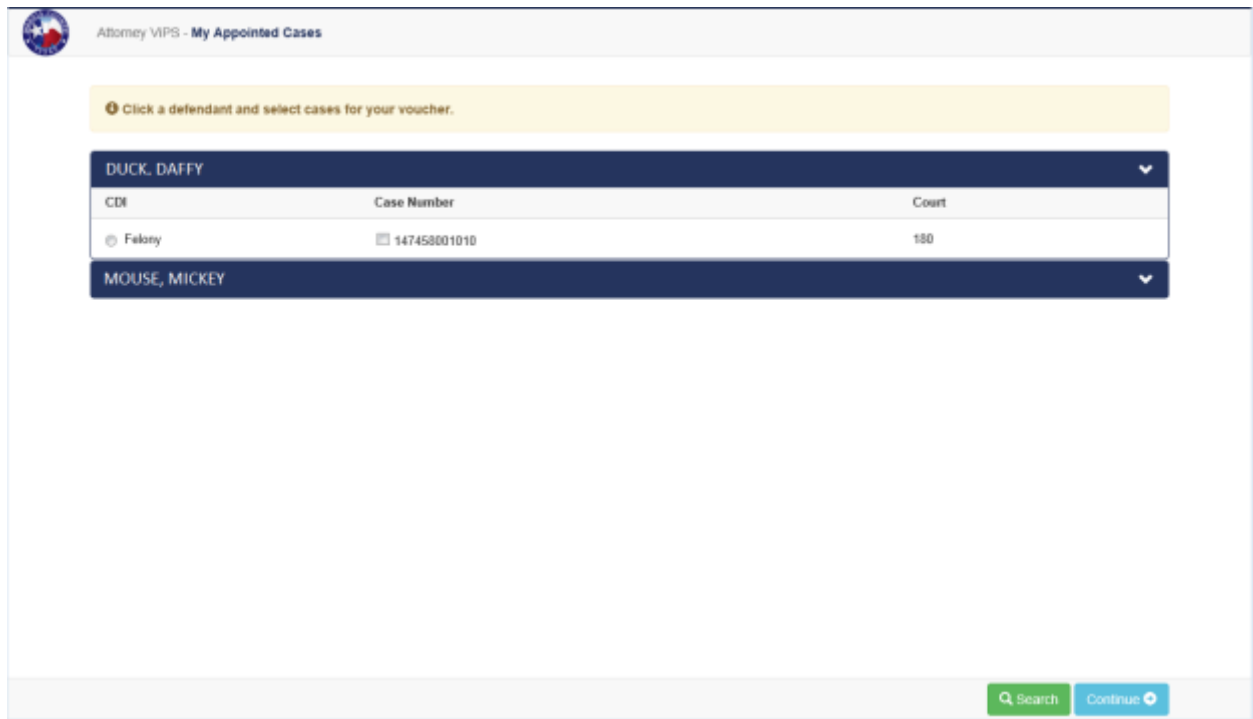 Attorney VIPS - My Appointed Cases
Click a defendant and select cases for your voucher.
DUCK. DAFFY
CDI Case Number Court
Felony 147458001010 180
MOUSE, MICKEY
Search Continue